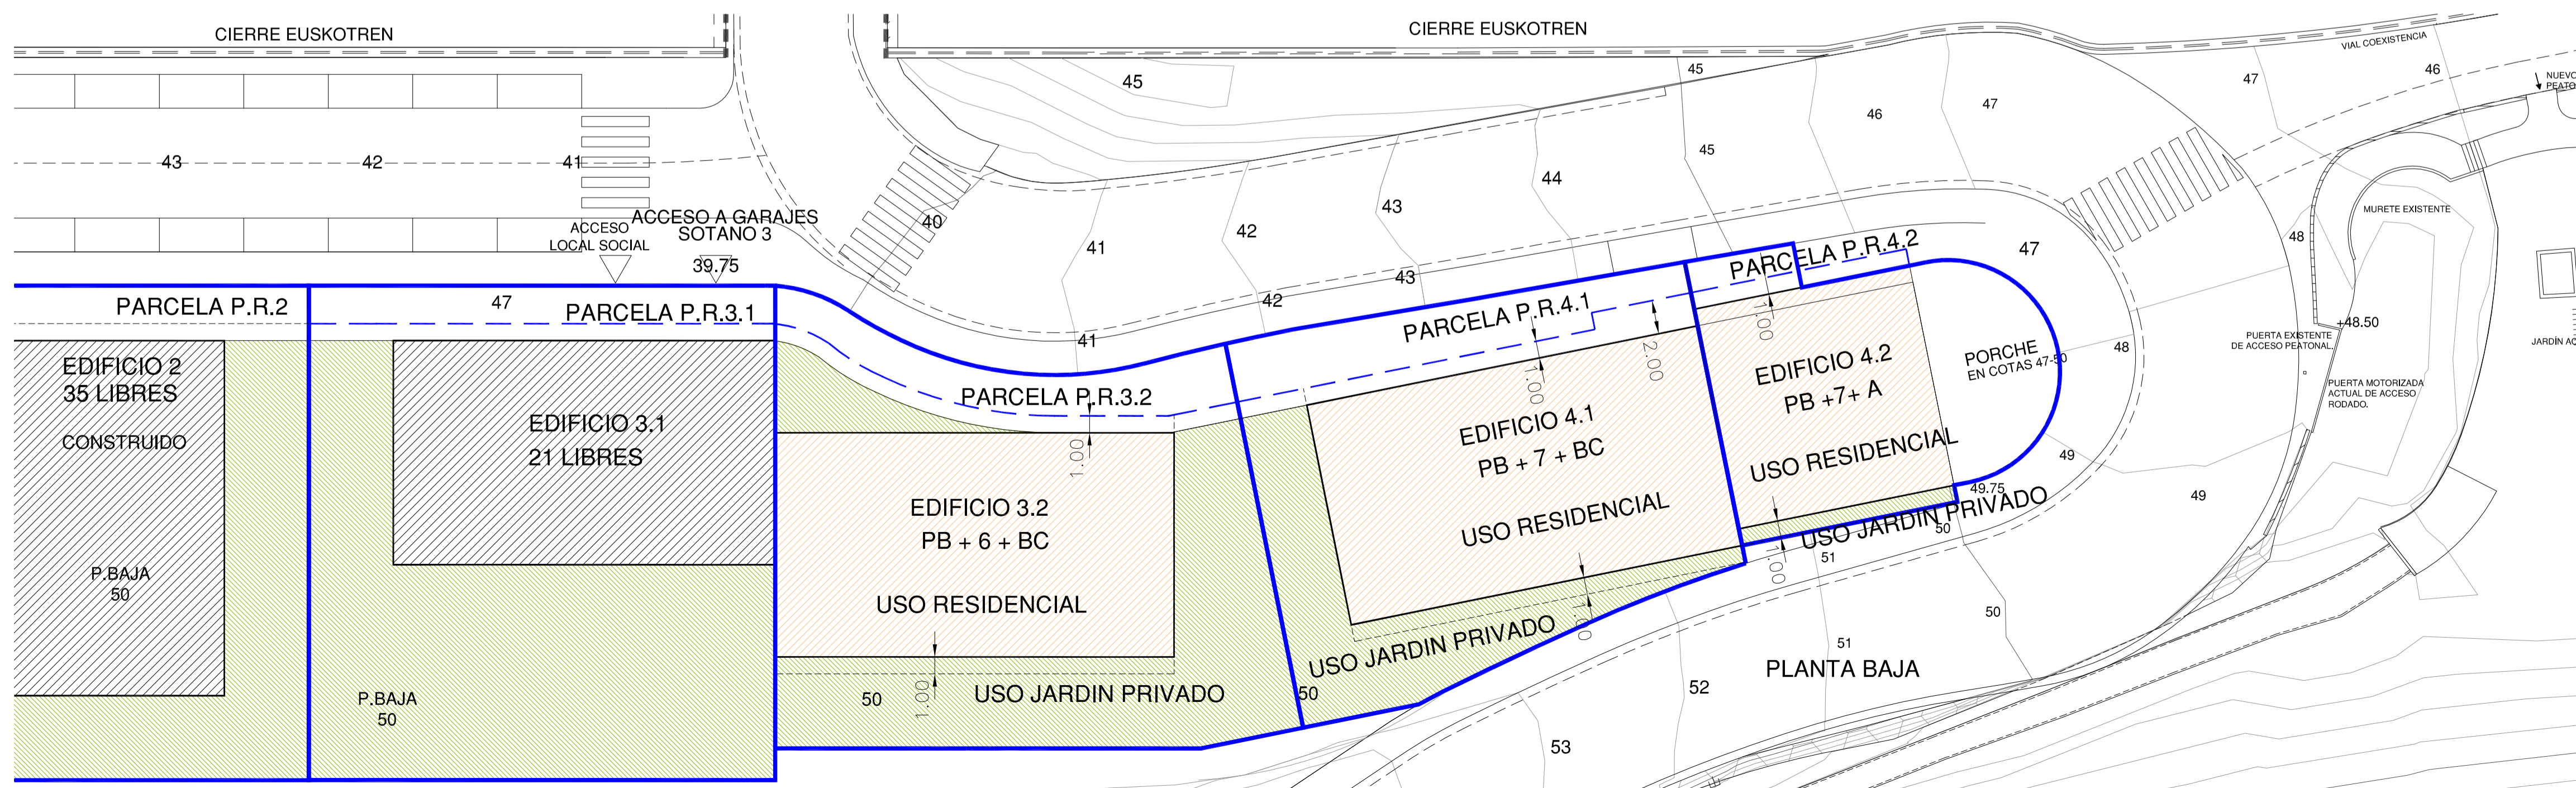 CIERRE EUSKOTREN
CIERRE EUSKOTREN
VIAL COEXISTENCIA
45
45
47
46
NUEVO
43
42
41
46
47
45
44
43
42
41
40
ACCESO
LOCAL SOCIAL
ACCESO A GARAJES
SOTANO 3
39.75
MURETE EXISTENTE
48
47
43
42
41
PARCELA P.R.2
47
PARCELA P.R.3.1
PARCELA P.R.3.2
PARCELA P.R.4.1
PARCELA P.R.4.2
+48.50
PUERTA EXISTENTE
DE ACCESO PEATONAL.
48
EDIFICIO 2
35 LIBRES
CONSTRUIDO
EDIFICIO 3.1
21 LIBRES
1.00
1.00
2.00
1.00
EDIFICIO 4.1
PB + 7 + BC
USO RESIDENCIAL
EDIFICIO 4.2
PB +7+ A
USO RESIDENCIAL
PORCHE
EN COTAS 47-50
PUERTA MOTORIZADA
ACTUAL DE ACCESO
RODADO.
49
49.75
49
EDIFICIO 3.2
PB + 6 + BC
USO RESIDENCIAL
USO JARDIN PRIVADO
50
51
1.00
P.BAJA
50
1.00
50
51
PLANTA BAJA
USO JARDIN PRIVADO
50
52
P.BAJA
50
50
1.00
USO JARDIN PRIVADO
53